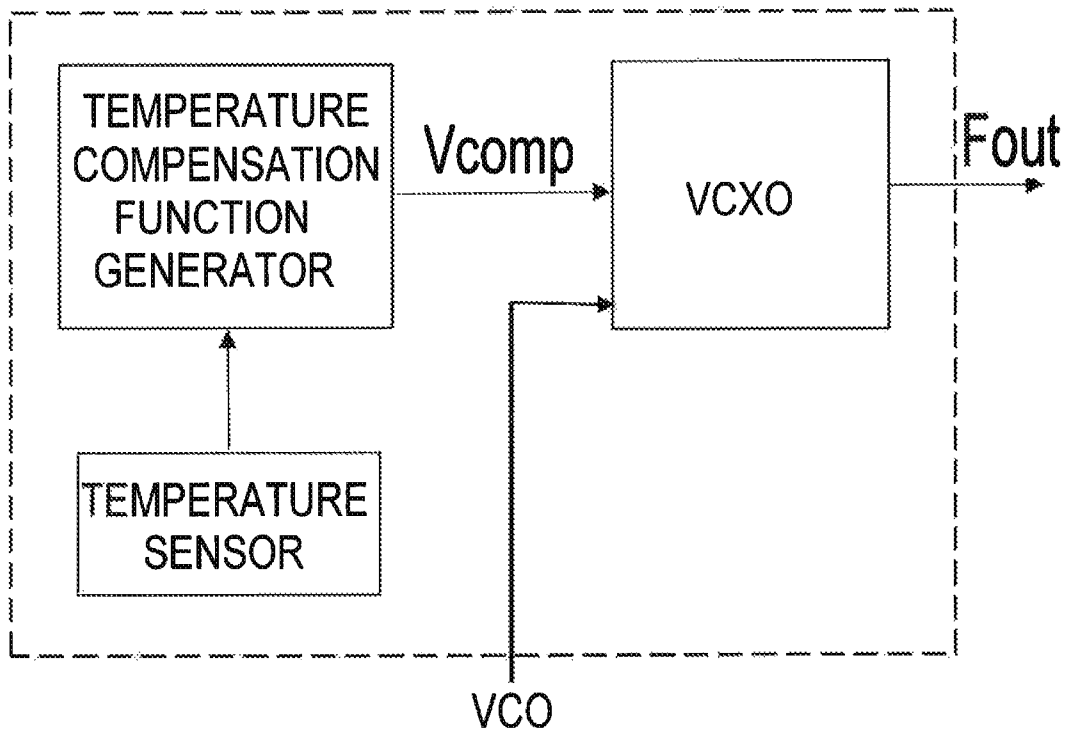 TEMPERATURE
COMPENSATION
FUNCTION
GENERATOR
Vcomp
VCXO
Fout
TEMPERATURE
SENSOR
VCO